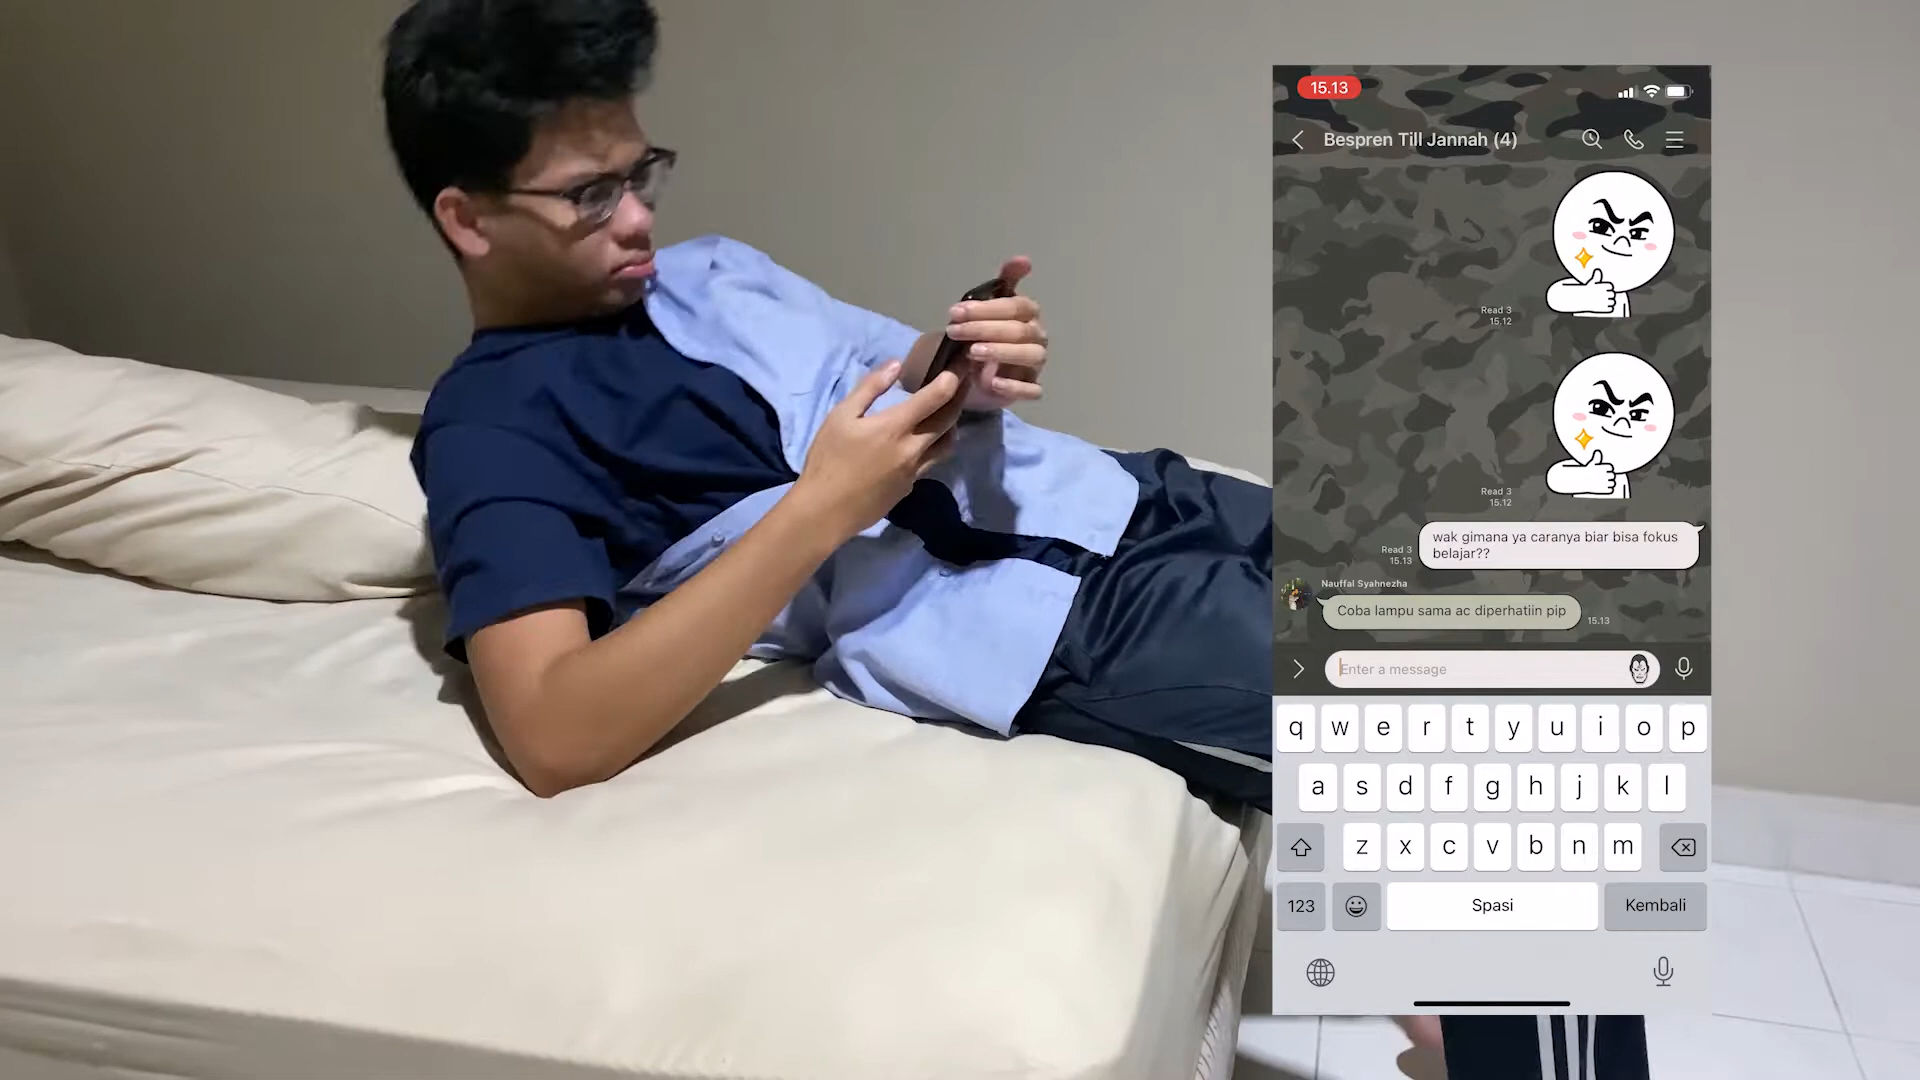 15.13
Bespren Till Jannah (4)
Read 3
15.12
Read 3
15.12
wak gimana ya caranya biar bisa fokus
belajar??
Read 3
15.13
Nauffal Syahnezha
Coba lampu sama ac diperhatiin pip
15.13
Enter a message
q w e r t y u i o p
a s d f g h j k l
z x c v b n m
123
Spasi
Kembali